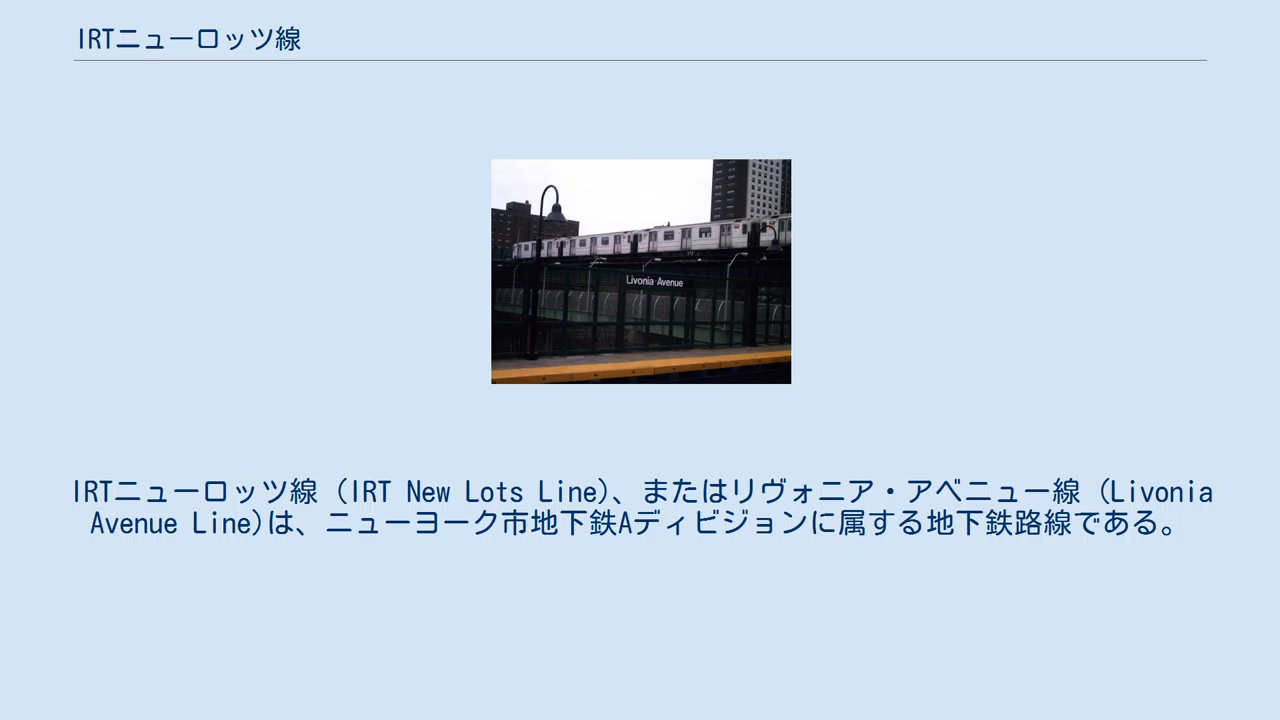 IRTニューロッツ線
Livonia Avenue
IRTニューロッツ線（IRT New Lots Line)、またはリヴォニア・アベニュー線（Livonia
Avenue Line)は、ニューヨーク市地下鉄Aディビジョンに属する地下鉄路線である。